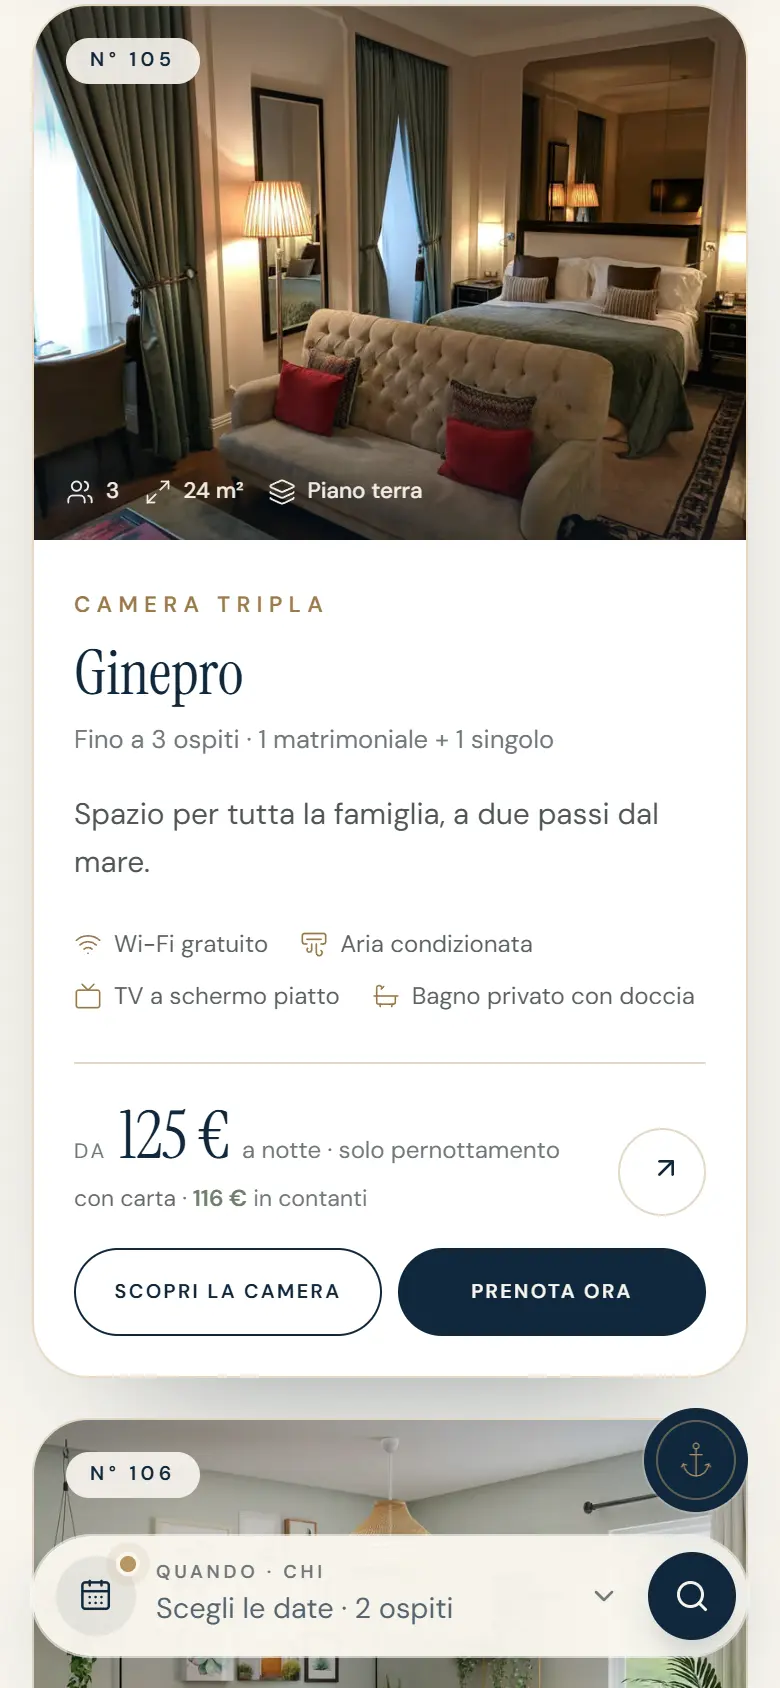 N° 105
3 24 m² Piano terra
CAMERA TRIPLA
Ginepro
Fino a 3 ospiti · 1 matrimoniale + 1 singolo
Spazio per tutta la famiglia, a due passi dal
mare.
Wi-Fi gratuito Aria condizionata
TV a schermo piatto Bagno privato con doccia
DA 125 € a notte · solo pernottamento
con carta · 116 € in contanti
SCOPRI LA CAMERA PRENOTA ORA
N° 106
QUANDO · CHI
Scegli le date · 2 ospiti